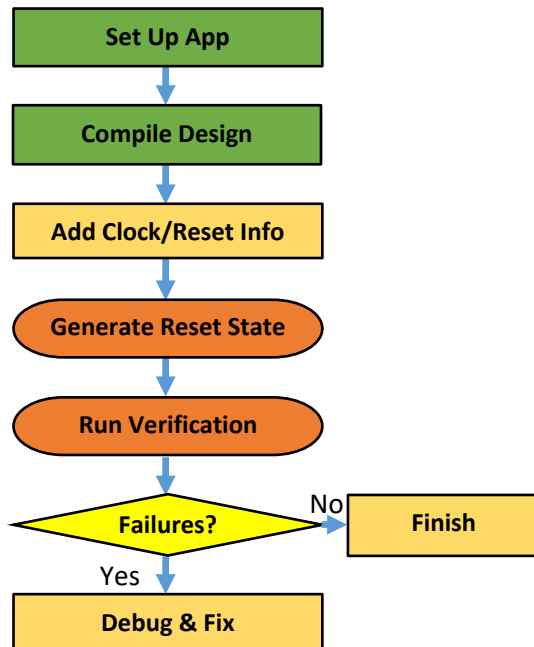 Set Up App
Compile Design
Add Clock/Reset Info
Generate Reset State
Run Verification
Failures?
No
Finish
Yes
Debug & Fix